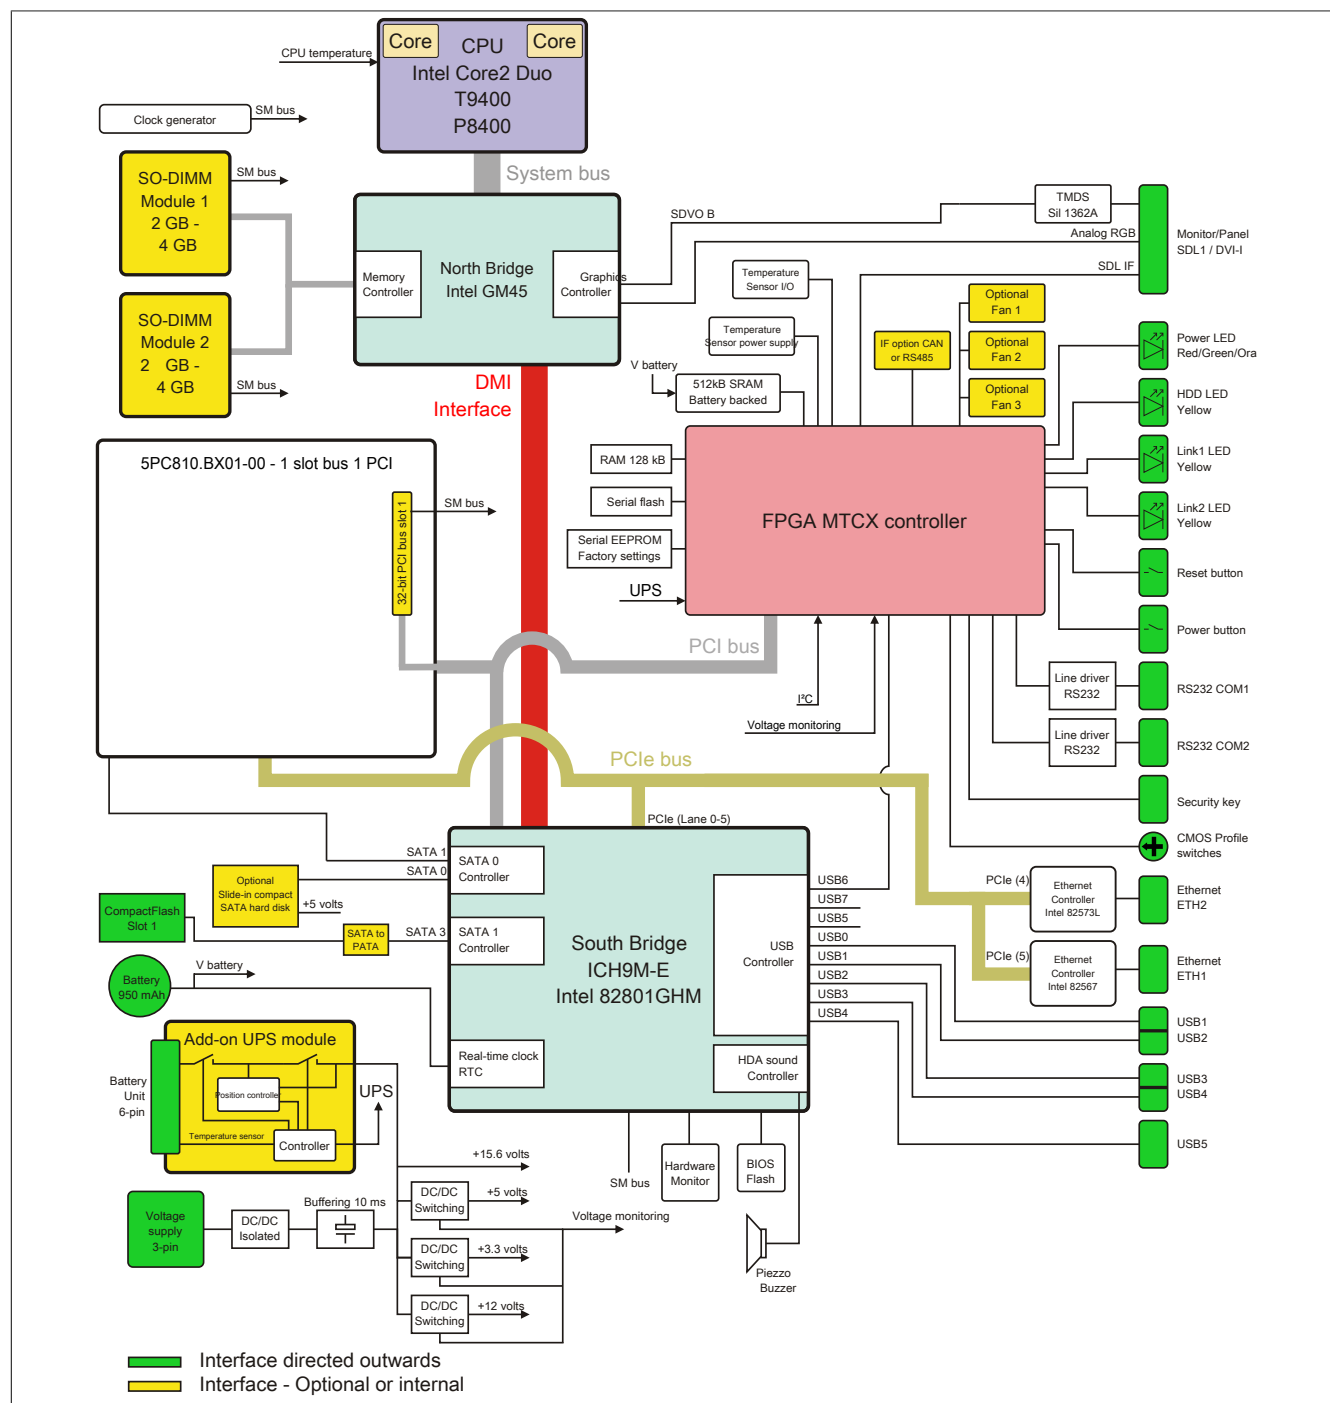 Core
CPU
Core
Intel Core2 Duo
T9400
P8400
CPU temperature
Clock generator
SM bus
System bus
SO-DIMM
Module 1
2 GB -
4 GB
SM bus
SO-DIMM
Module 2
2 GB -
4 GB
SM bus
Memory
Controller
North Bridge
Intel GM45
Graphics
Controller
SDVO B
TMDS
Sil 1362A
Analog RGB
SDL IF
Monitor/Panel
SDL1 / DVI-I
Temperature
Sensor I/O
Temperature
Sensor power supply
V battery
512kB SRAM
Battery backed
IF option CAN
or RS485
Optional
Fan 1
Optional
Fan 2
Optional
Fan 3
Power LED
Red/Green/Ora
HDD LED
Yellow
Link1 LED
Yellow
Link2 LED
Yellow
Reset button
Power button
DMI
Interface
5PC810.BX01-00 - 1 slot bus 1 PCI
32-bit PCI bus slot 1
SM bus
RAM 128 kB
Serial flash
Serial EEPROM
Factory settings
UPS
FPGA MTCX controller
PCI bus
I²C
Voltage monitoring
Line driver
RS232
RS232 COM1
Line driver
RS232
RS232 COM2
Security key
CMOS Profile
switches
PCIe bus
PCIe (Lane 0-5)
PCIe (4)
Ethernet
Controller
Intel 82573L
Ethernet
ETH2
PCIe (5)
Ethernet
Controller
Intel 82567
Ethernet
ETH1
SATA 1
SATA 0
SATA 0
Controller
Optional
Slide-in compact
SATA hard disk
+5 volts
CompactFlash
Slot 1
SATA to
PATA
SATA 3
SATA 1
Controller
South Bridge
ICH9M-E
Intel 82801GHM
USB
Controller
USB6
USB7
USB5
USB0
USB1
USB2
USB3
USB4
USB1
USB2
USB3
USB4
USB5
Battery
950 mAh
V battery
Real-time clock
RTC
HDA sound
Controller
Add-on UPS module
Battery
Unit
6-pin
Position controller
Temperature sensor
Controller
UPS
SM bus
Hardware
Monitor
BIOS
Flash
Piezzo
Buzzer
Voltage
supply
3-pin
DC/DC
Isolated
Buffering 10 ms
+15.6 volts
DC/DC
Switching
+5 volts
Voltage monitoring
DC/DC
Switching
+3.3 volts
DC/DC
Switching
+12 volts
Interface directed outwards
Interface - Optional or internal